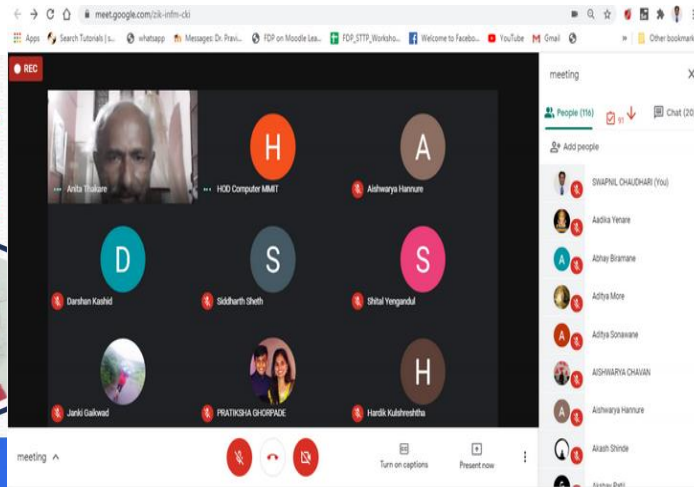 meet.google.com/zik-infm-cki
Apps
Search Tutorials | s...
whatsapp
Messages: Dr. Pravi...
FDP on Moodle Lea...
FDP_STTP_Worksho...
Welcome to Facebo...
YouTube
Gmail
Other bookmark
REC
meeting
People (116)
91
Chat (20
Add people
Anita Thakare
HOD Computer MMIT
Aishwarya Hannure
Darshan Kashid
Siddharth Sheth
Shital Yengandul
Janki Gaikwad
PRATIKSHA GHORPADE
Hardik Kulshreshtha
H
A
D
S
S
H
SWAPNIL CHAUDHARI (You)
Aadika Yenare
A
Abhay Biramane
Aditya More
A
Aditya Sonawane
AISHWARYA CHAVAN
A
Aishwarya Hannure
Akash Shinde
Akshay Patil
meeting
Turn on captions
Present now